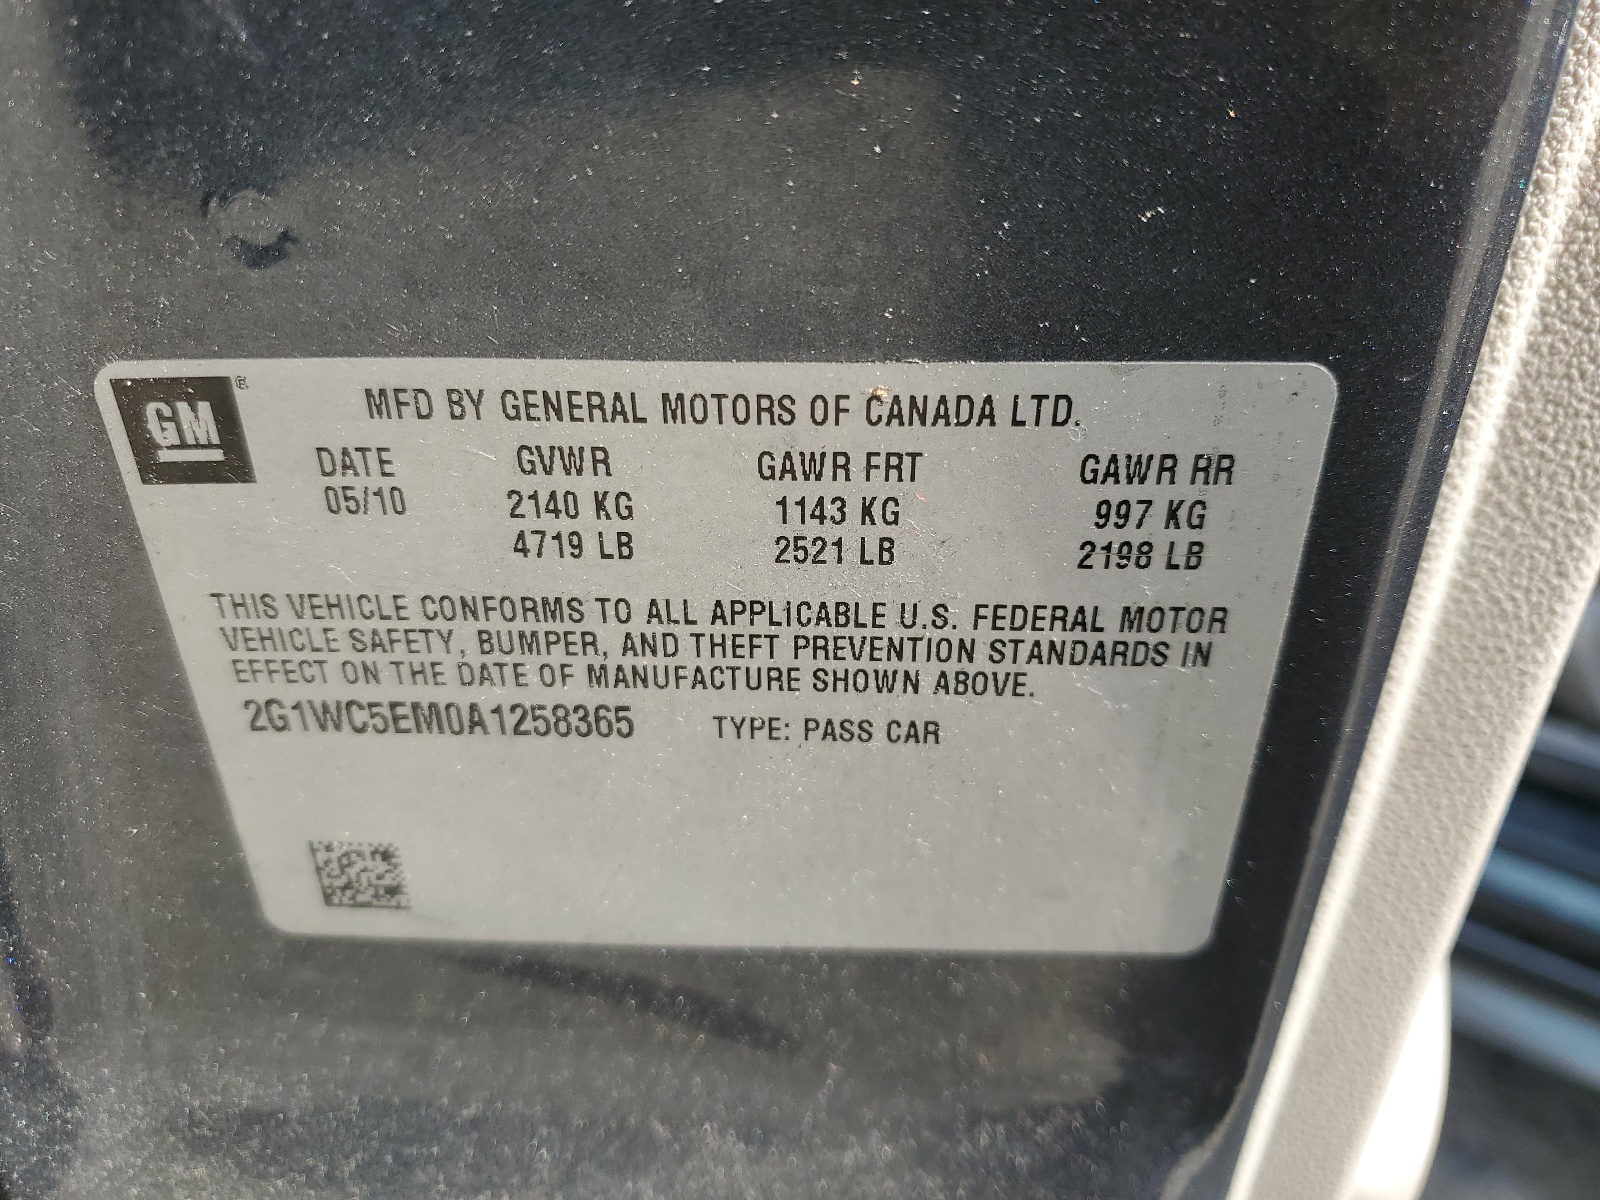 GM ®
MFD BY GENERAL MOTORS OF CANADA LTD.
DATE GVWR GAWR FRT GAWR RR
05/10 2140 KG 1143 KG 997 KG
4719 LB 2521 LB 2198 LB
THIS VEHICLE CONFORMS TO ALL APPLICABLE U.S. FEDERAL MOTOR
VEHICLE SAFETY, BUMPER, AND THEFT PREVENTION STANDARDS IN
EFFECT ON THE DATE OF MANUFACTURE SHOWN ABOVE.
2G1WC5EM0A1258365 TYPE: PASS CAR